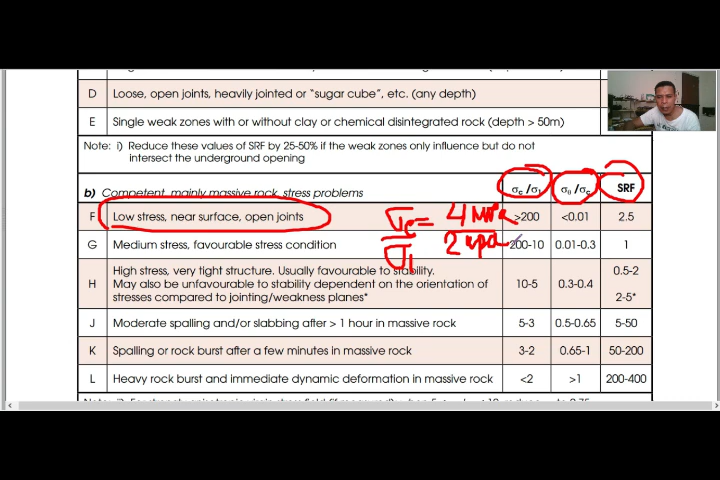 D Loose, open joints, heavily jointed or "sugar cube", etc. (any depth)
E Single weak zones with or without clay or chemical disintegrated rock (depth > 50m)
Note: i) Reduce these values of SRF by 25-50% if the weak zones only influence but do not
intersect the underground opening
b) Competent, mainly massive rock, stress problems σc/σ1 σθ/σc SRF
F Low stress, near surface, open joints >200 <0.01 2.5
σc/σ1 = 4 MPa
2 kPa
G Medium stress, favourable stress condition 200-10 0.01-0.3 1
H High stress, very tight structure. Usually favourable to stability.
May also be unfavourable to stability dependent on the orientation of
stresses compared to jointing/weakness planes* 10-5 0.3-0.4 0.5-2
2-5*
J Moderate spalling and/or slabbing after > 1 hour in massive rock 5-3 0.5-0.65 5-50
K Spalling or rock burst after a few minutes in massive rock 3-2 0.65-1 50-200
L Heavy rock burst and immediate dynamic deformation in massive rock <2 >1 200-400